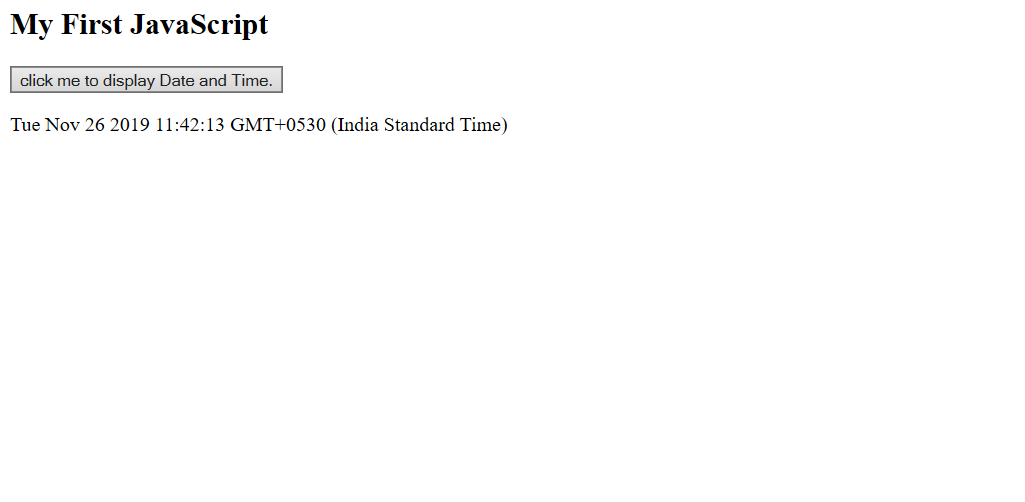 My First JavaScript
click me to display Date and Time.
Tue Nov 26 2019 11:42:13 GMT+0530 (India Standard Time)